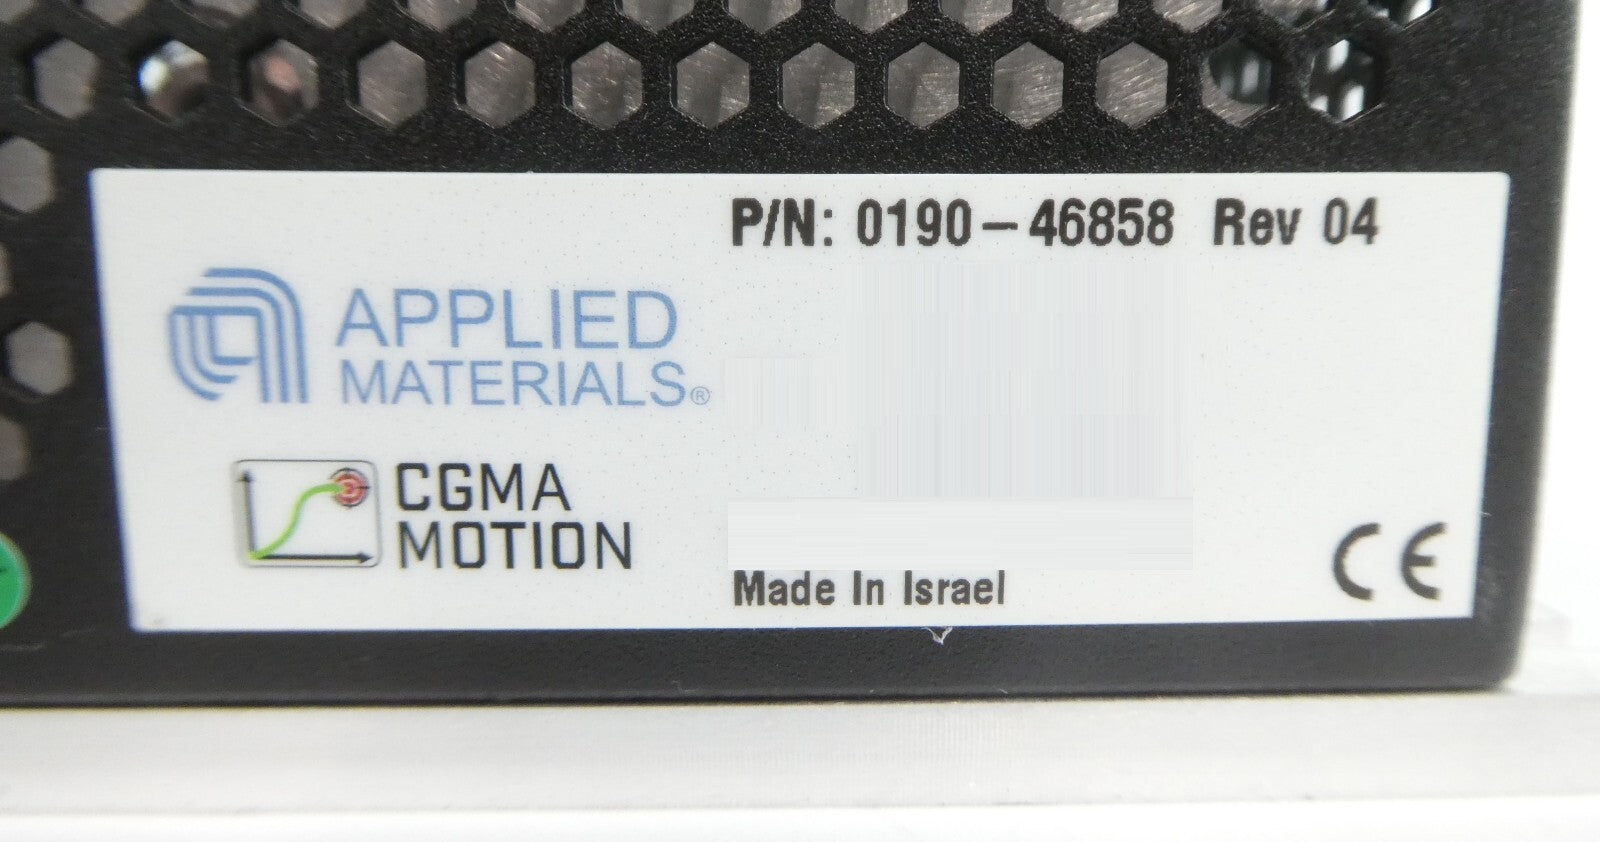 P/N: 0190-46858 Rev 04
APPLIED
MATERIALS®
CGMA
MOTION
Made In Israel
CE